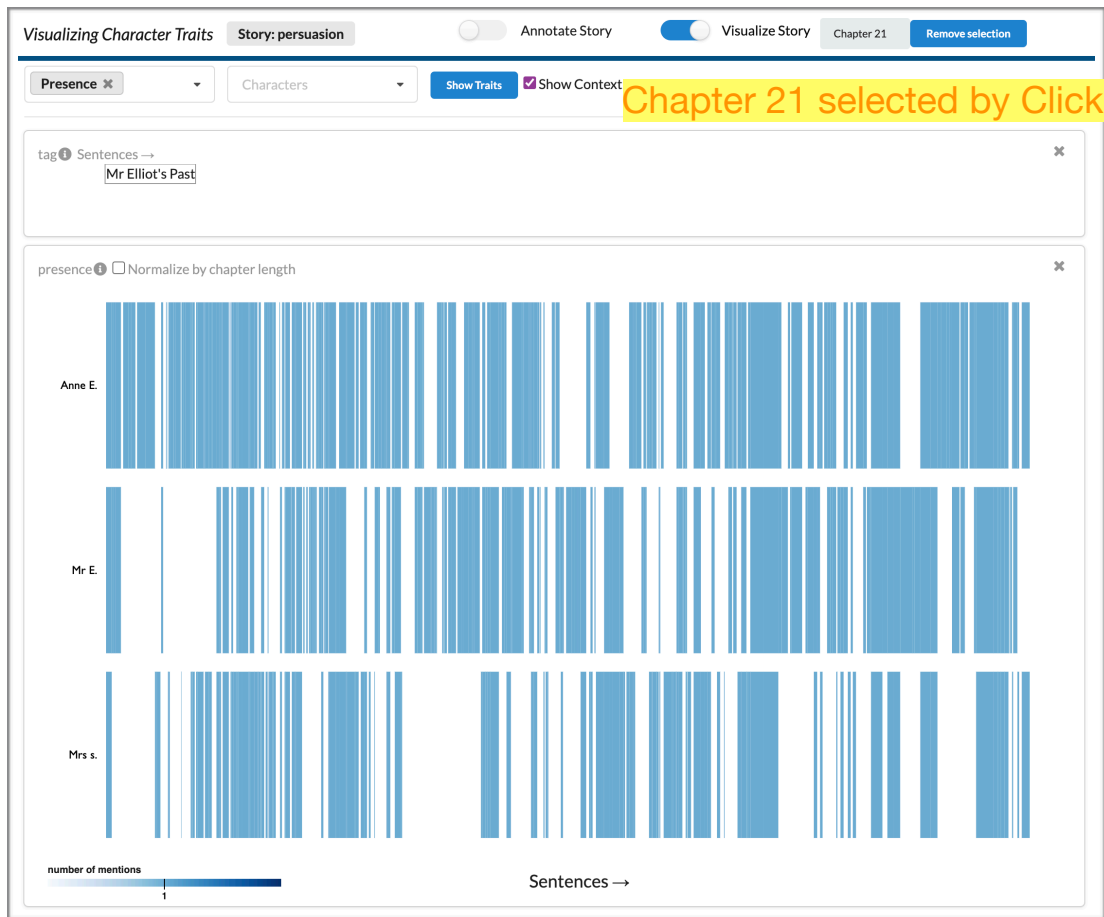 Visualizing Character Traits Story: persuasion Annotate Story Visualize Story Chapter 21 Remove selection
Presence Characters Show Traits Show Context
Chapter 21 selected by Click
tag Sentences →
Mr Elliot's Past
presence Normalize by chapter length
Anne E.
Mr E.
Mrs s.
number of mentions
1
Sentences →